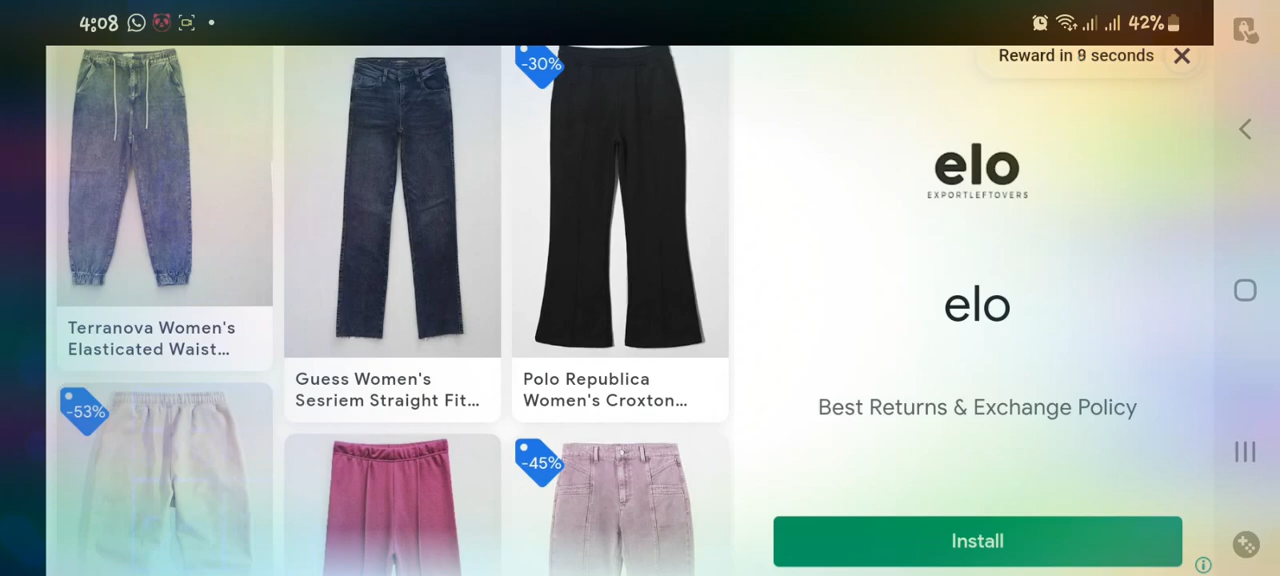 4:08
42%
Reward in 9 seconds
-30%
elo
EXPORTLEFTOVERS
elo
Terranova Women's
Elasticated Waist...
Guess Women's
Sesriem Straight Fit...
Polo Republica
Women's Croxton...
-53%
-45%
Best Returns & Exchange Policy
Install